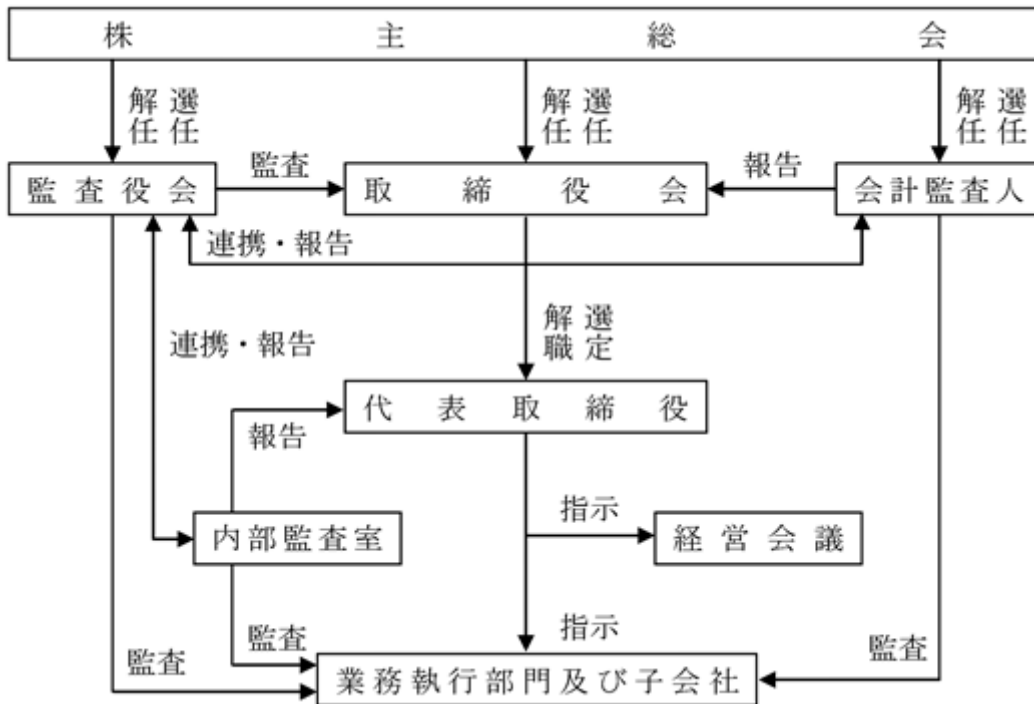 株主総会
選任
解任
選任
解任
選任
解任
監査役会
監査
取締役会
報告
会計監査人
連携・報告
選定
解職
連携・報告
代表取締役
報告
指示
内部監査室
経営会議
監査
指示
監査
監査
業務執行部門及び子会社